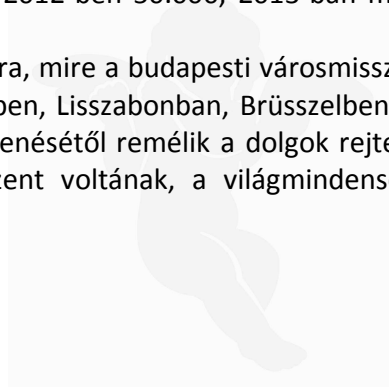 ra, mire a budapesti városmissz
ben, Lisszabonban, Brüsszelben
enésétől remélik a dolgok rejte
zent voltának, a világmindens